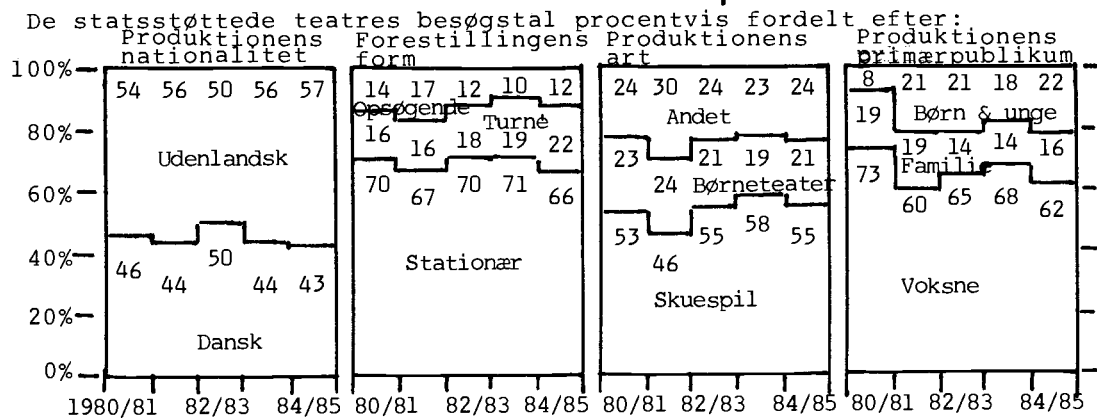 De statsstøttede teatres besøgstal procentvis fordelt efter:
Produktionens nationalitet
Forestillingens form
Produktionens art
Produktionens primærpublikum
100%
80%
60%
40%
20%
0%
54 56 50 56 57
Udenlandsk
46 44 50 44 43
Dansk
1980/81 82/83 84/85
14 17 12 10 12
Opsøgende
Turné
16 16 18 19 22
70 67 70 71 66
Stationær
80/81 82/83 84/85
24 30 24 23 24
Andet
23 24 21 19 21
Børneteater
53 46 55 58 55
Skuespil
80/81 82/83 84/85
8 21 21 18 22
Børn & unge
19 19 14 14 16
Familie
73 60 65 68 62
Voksne
80/81 82/83 84/85